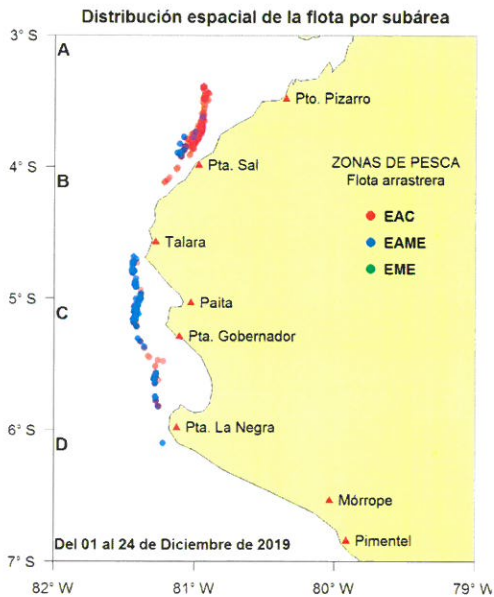 Distribución espacial de la flota por subárea
3° S
A
Pto. Pizarro
4° S
Pta. Sal
ZONAS DE PESCA
Flota arrastrera
B
EAC
Talara
EAME
EME
5° S
Paita
C
Pta. Gobernador
6° S
Pta. La Negra
D
Mórrope
Pimentel
Del 01 al 24 de Diciembre de 2019
7° S
82° W
81° W
80° W
79° W